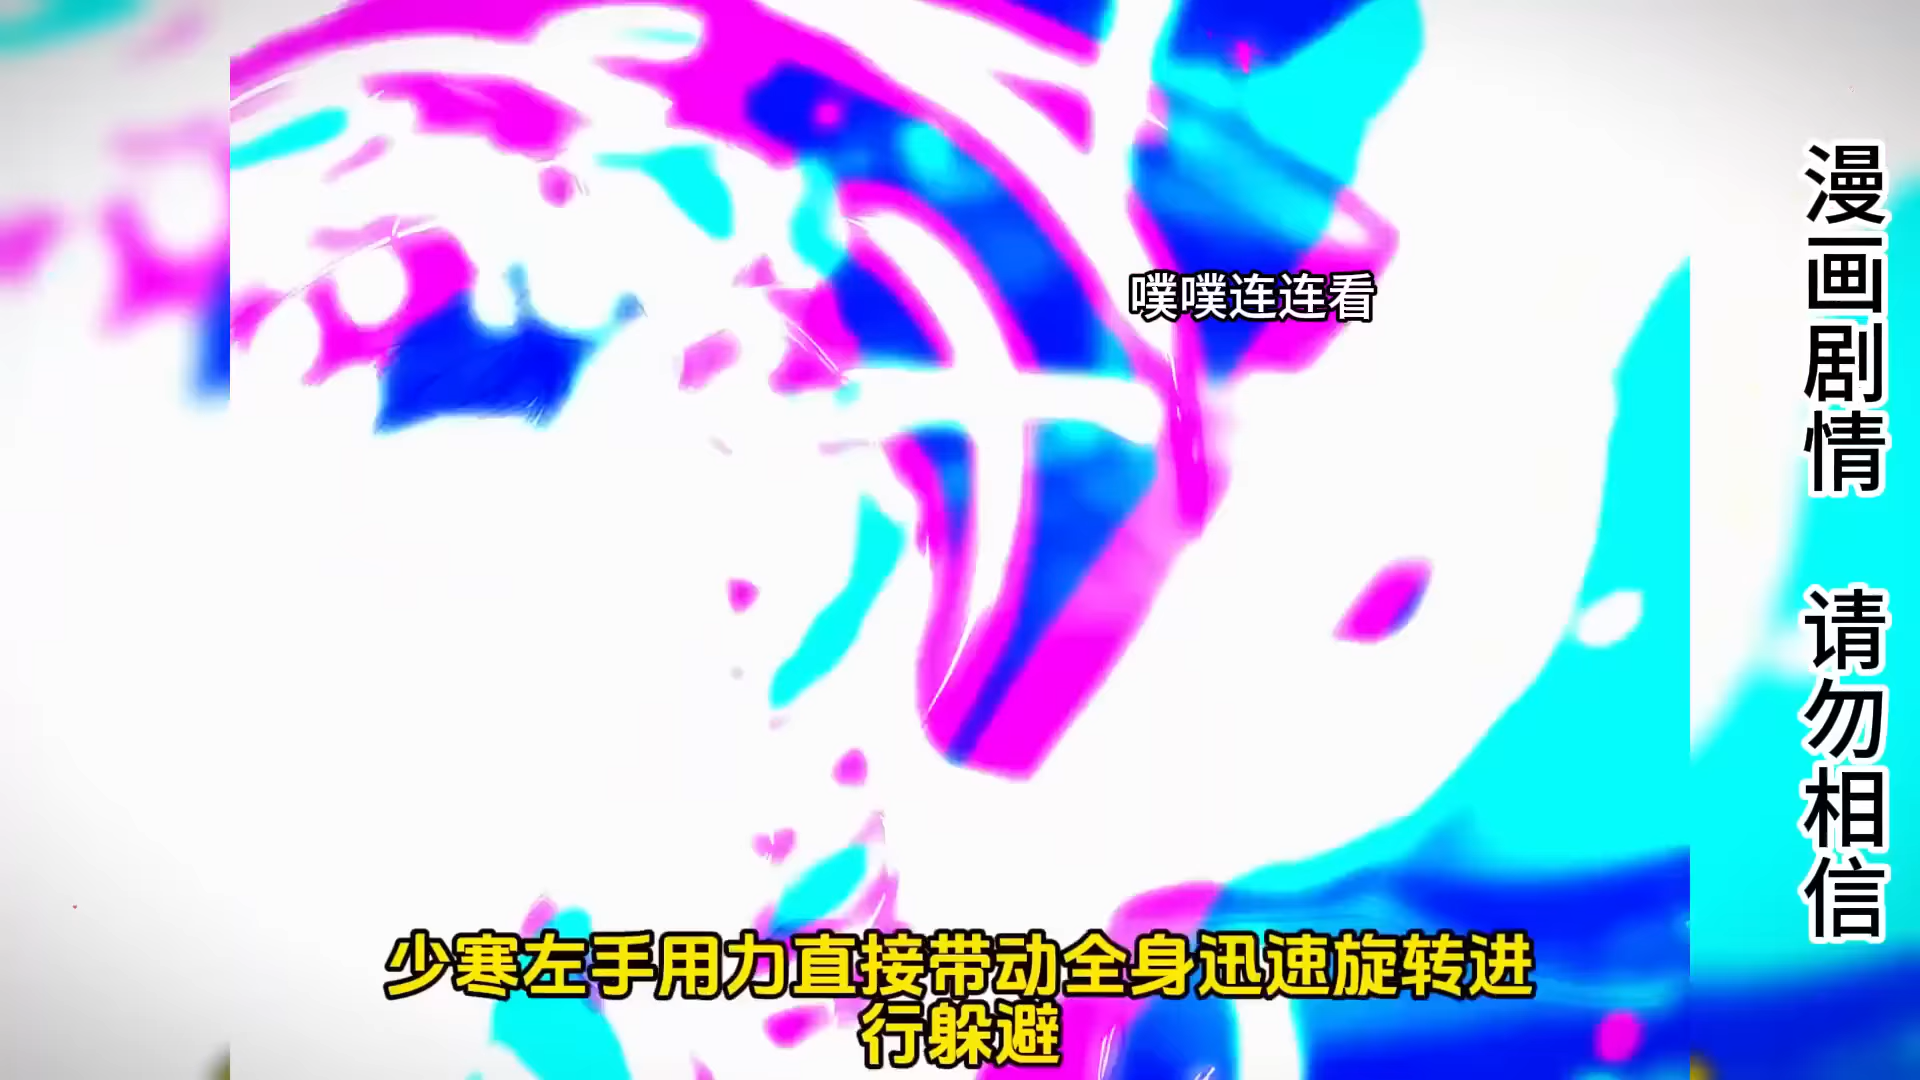 噗噗连连看
漫画剧情 请勿相信
少寒左手用力直接带动全身迅速旋转进
行躲避